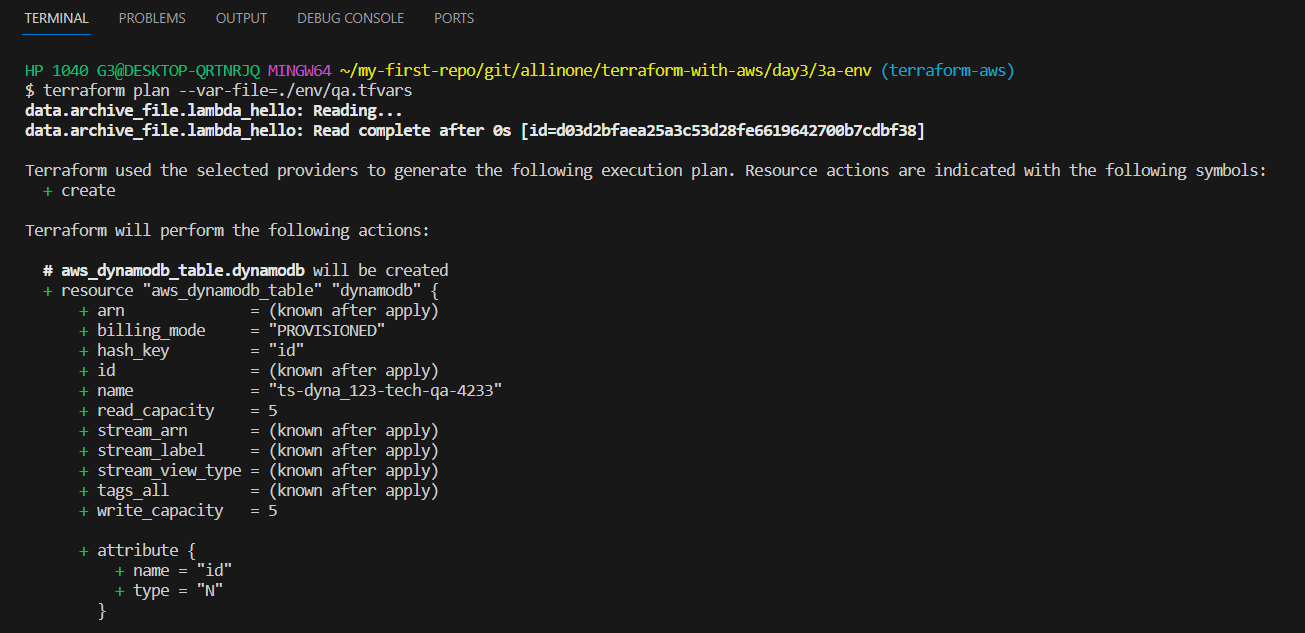 TERMINAL PROBLEMS OUTPUT DEBUG CONSOLE PORTS
HP 1040 G3@DESKTOP-QRTNRJQ MINGW64 ~/my-first-repo/git/allinone/terraform-with-aws/day3/3a-env (terraform-aws)
$ terraform plan --var-file=./env/qa.tfvars
data.archive_file.lambda_hello: Reading...
data.archive_file.lambda_hello: Read complete after 0s [id=d03d2bfaea25a3c53d28fe6619642700b7cdbf38]
Terraform used the selected providers to generate the following execution plan. Resource actions are indicated with the following symbols:
+ create
Terraform will perform the following actions:
# aws_dynamodb_table.dynamodb will be created
+ resource "aws_dynamodb_table" "dynamodb" {
+ arn = (known after apply)
+ billing_mode = "PROVISIONED"
+ hash_key = "id"
+ id = (known after apply)
+ name = "ts-dyna_123-tech-qa-4233"
+ read_capacity = 5
+ stream_arn = (known after apply)
+ stream_label = (known after apply)
+ stream_view_type = (known after apply)
+ tags_all = (known after apply)
+ write_capacity = 5
+ attribute {
+ name = "id"
+ type = "N"
}